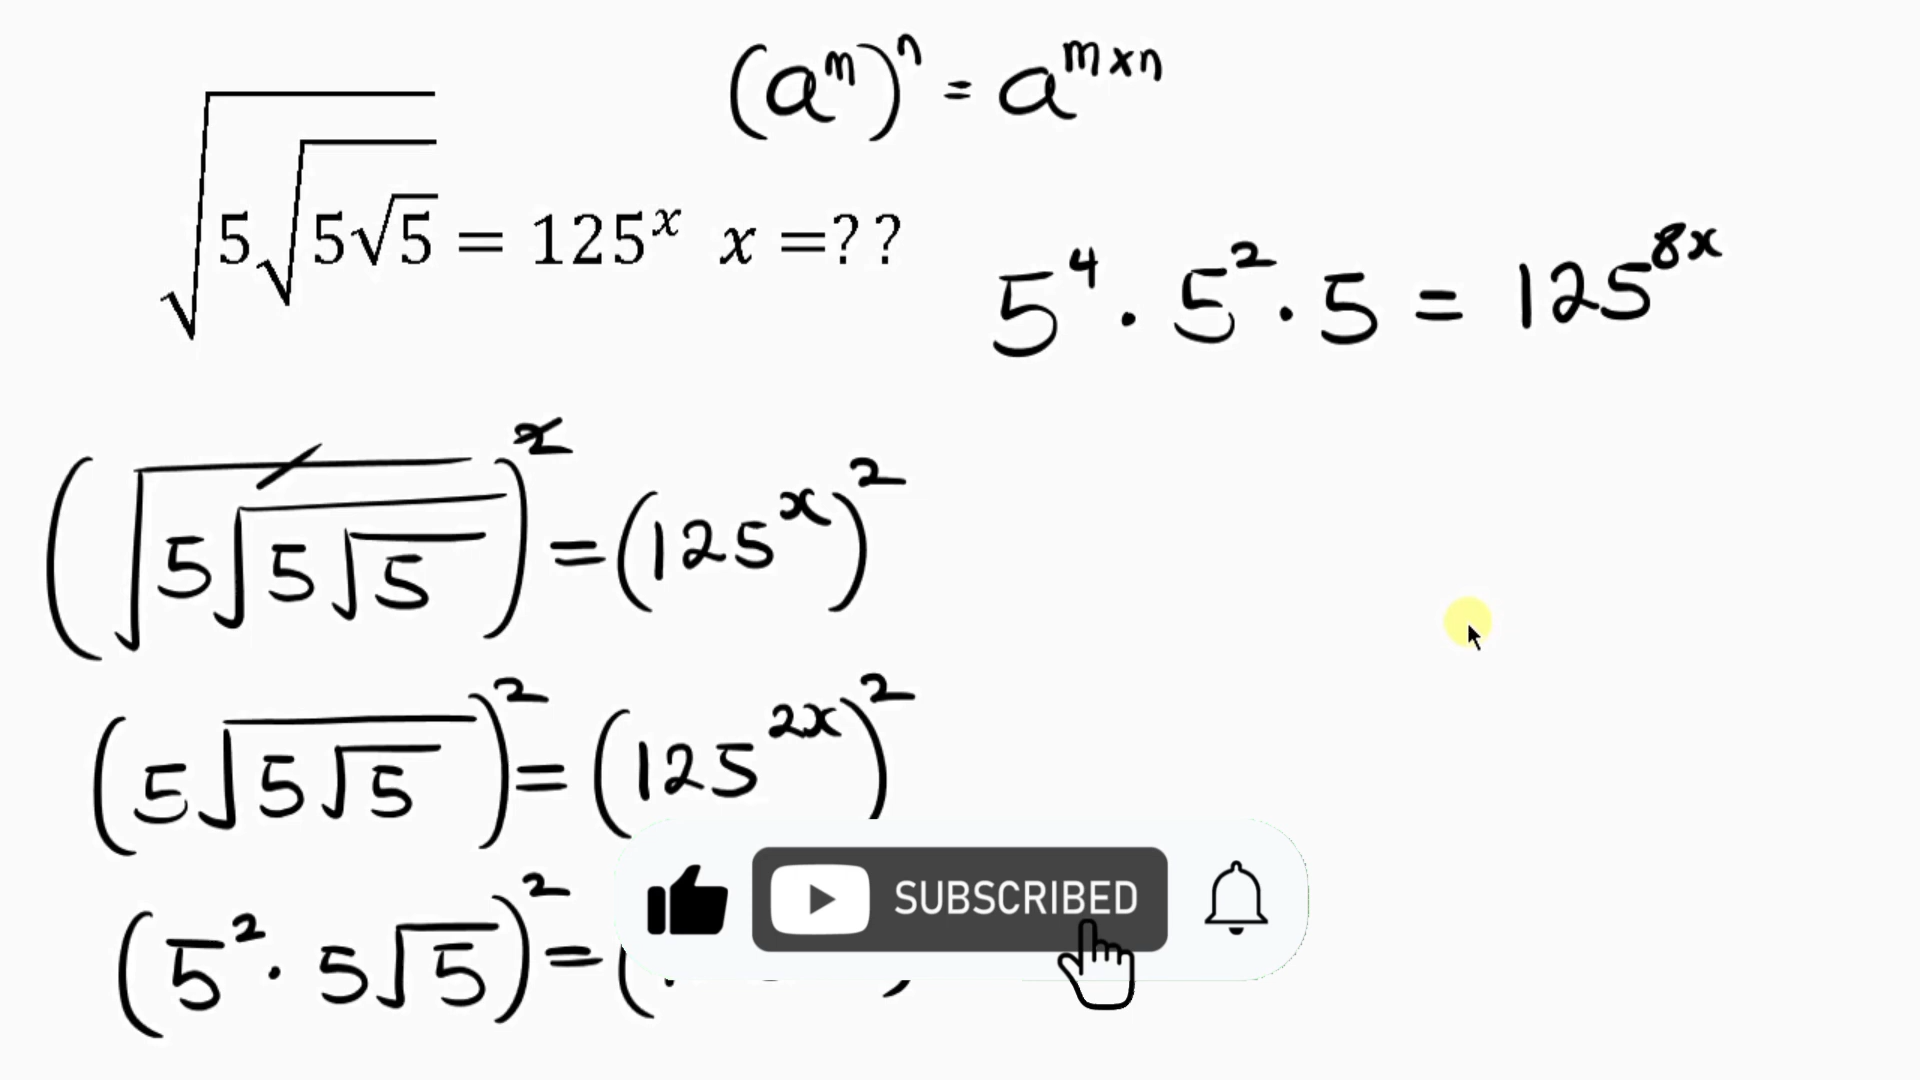 (a^m)^n = a^{m×n}
√(5√(5√5)) = 125^x x =??
5^4 · 5^2 · 5 = 125^{8x}
(√(5√(5√5)))^2 = (125^x)^2
(5√(5√5))^2 = (125^{2x})^2
(5^2 · 5√5)^2 = (
SUBSCRIBED